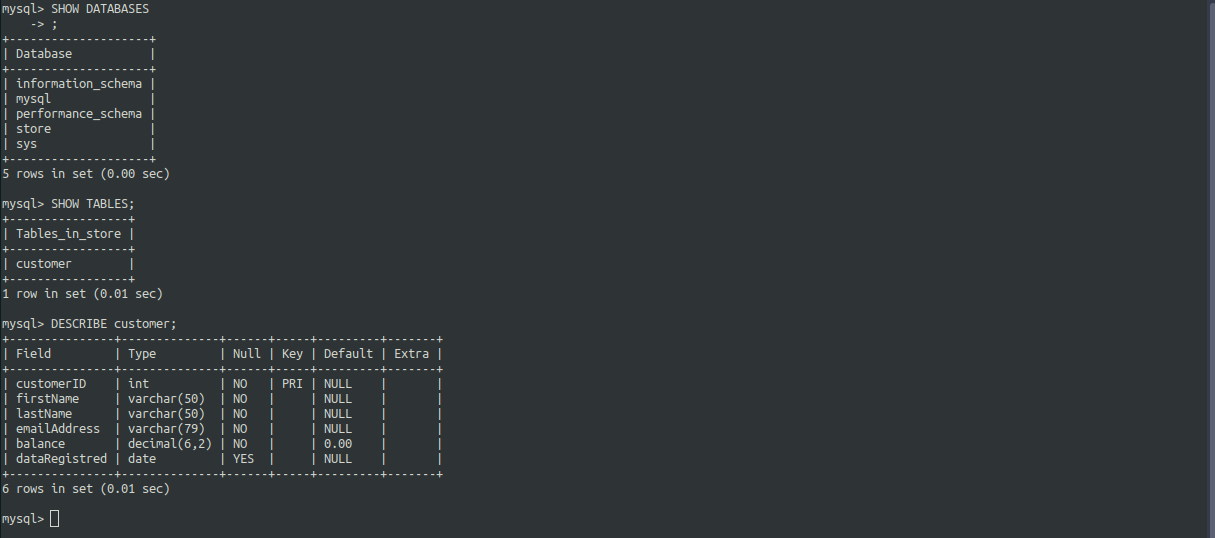 mysql> SHOW DATABASES
    -> ;
+--------------------+
| Database           |
+--------------------+
| information_schema |
| mysql              |
| performance_schema |
| store              |
| sys                |
+--------------------+
5 rows in set (0.00 sec)

mysql> SHOW TABLES;
+-----------------+
| Tables_in_store |
+-----------------+
| customer        |
+-----------------+
1 row in set (0.01 sec)

mysql> DESCRIBE customer;
+---------------+--------------+------+-----+---------+-------+
| Field         | Type         | Null | Key | Default | Extra |
+---------------+--------------+------+-----+---------+-------+
| customerID    | int          | NO   | PRI | NULL    |       |
| firstName     | varchar(50)  | NO   |     | NULL    |       |
| lastName      | varchar(50)  | NO   |     | NULL    |       |
| emailAddress  | varchar(79)  | NO   |     | NULL    |       |
| balance       | decimal(6,2) | NO   |     | 0.00    |       |
| dataRegistred | date         | YES  |     | NULL    |       |
+---------------+--------------+------+-----+---------+-------+
6 rows in set (0.01 sec)

mysql>